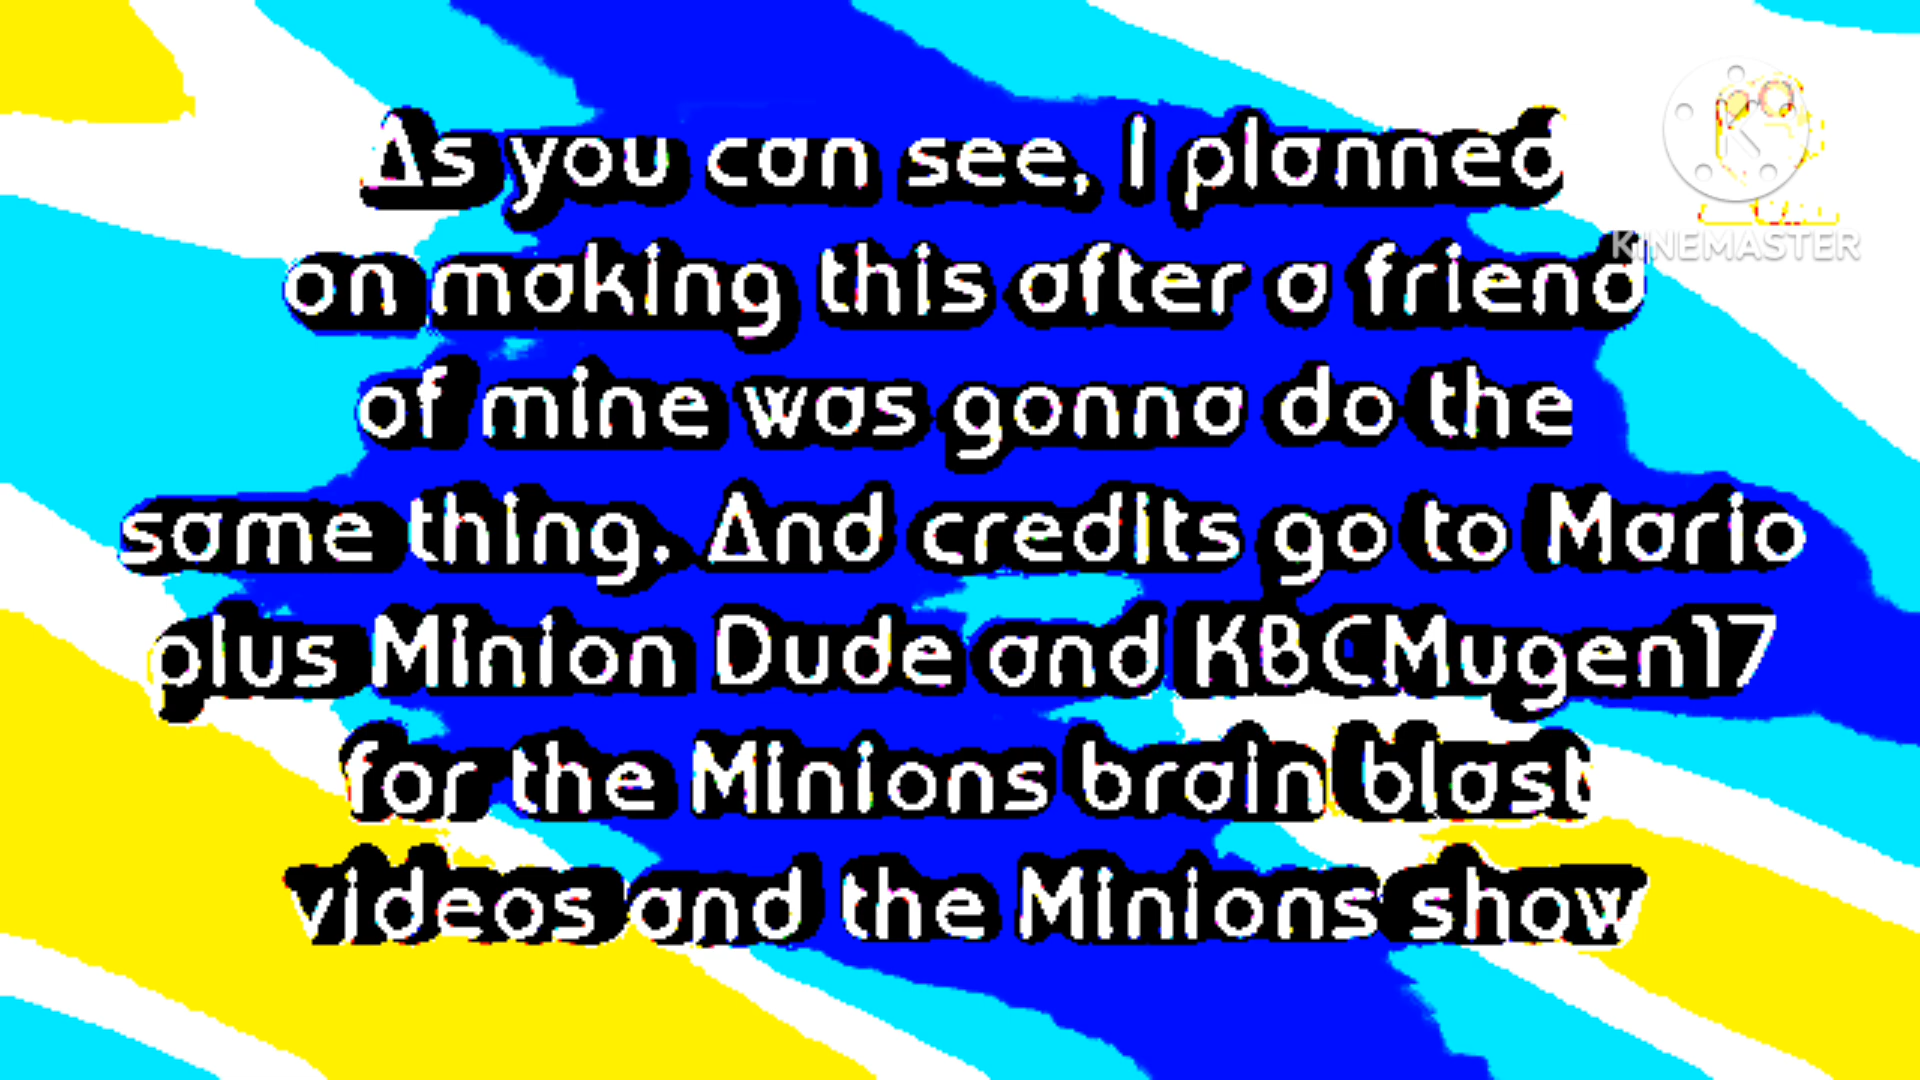 As you can see, I planned
on making this after a friend
of mine was gonna do the
same thing. And credits go to Mario
plus Minion Dude and KBCMugen17
for the Minions brain blast
videos and the Minions show
KINEMASTER